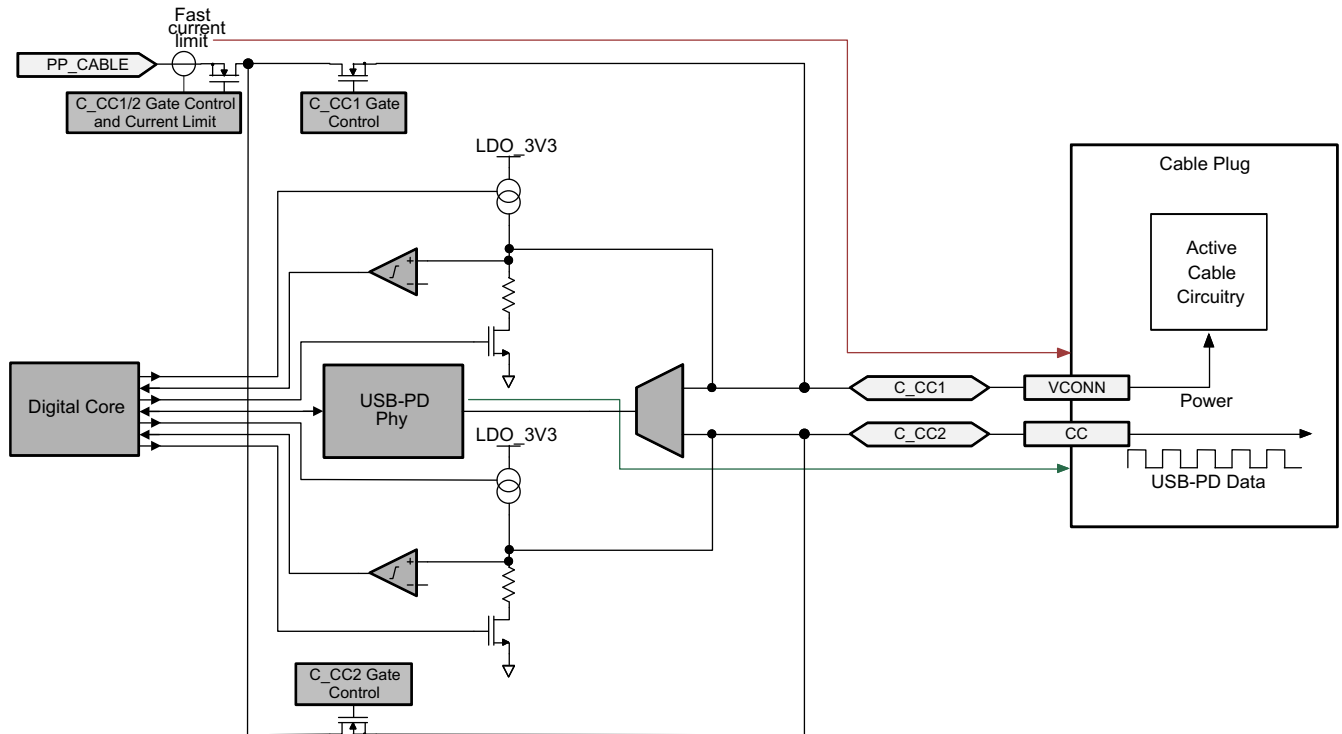 Fast
current
limit
PP_CABLE
C_CC1/2 Gate Control
and Current Limit
C_CC1 Gate
Control
LDO_3V3
Cable Plug
Active
Cable
Circuitry
+
Digital Core
USB-PD
Phy
C_CC1
VCONN
Power
LDO_3V3
C_CC2
CC
USB-PD Data
+
C_CC2 Gate
Control